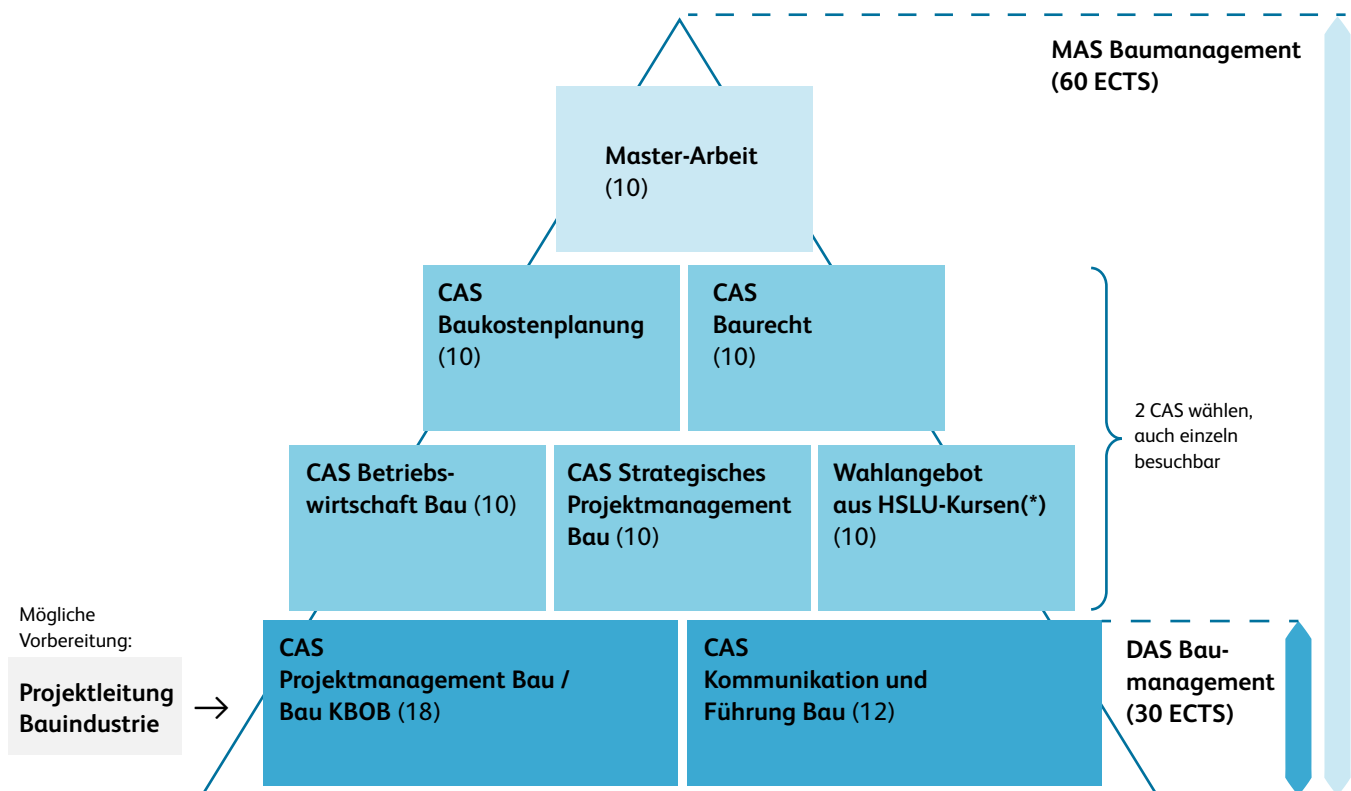 MAS Baumanagement
(60 ECTS)
Master-Arbeit
(10)
CAS
Baukostenplanung
(10)
CAS
Baurecht
(10)
2 CAS wählen,
auch einzeln
besuchbar
CAS Betriebs-
wirtschaft Bau (10)
CAS Strategisches
Projektmanagement
Bau (10)
Wahlangebot
aus HSLU-Kursen(*)
(10)
Mögliche
Vorbereitung:
Projektleitung
Bauindustrie
CAS
Projektmanagement Bau /
Bau KBOB (18)
CAS
Kommunikation und
Führung Bau (12)
DAS Bau-
management
(30 ECTS)